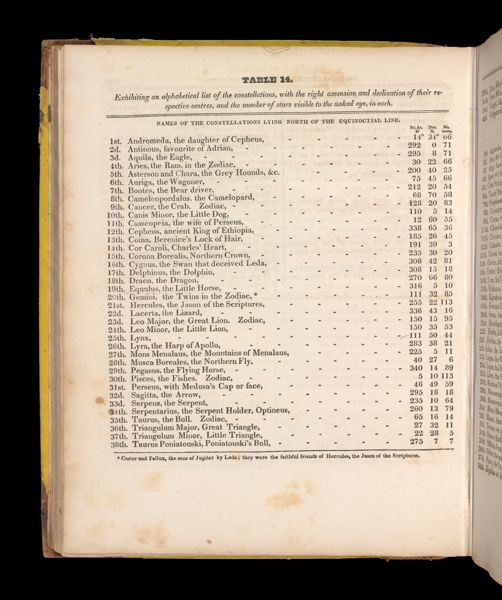 TABLE 14.
Exhibiting an alphabetical list of the constellations, with the right ascension and declination of their re-
spective centres, and the number of stars visible to the naked eye, in each.
NAMES OF THE CONSTELLATIONS LYING NORTH OF THE EQUINOCTIAL LINE.
1st. Andromeda, the daughter of Cepheus, 14° 34° 66
2d. Antinous, favourite of Adrian, 292 0 71
3d. Aquila, the Eagle, 295 8 71
4th. Aries, the Ram, in the Zodiac, 30 22 66
5th. Asterion and Chara, the Grey Hounds, &c. 200 40 25
6th. Auriga, the Wagoner, 75 45 66
7th. Bootes, the Bear driver, 212 20 54
8th. Cameleopardalus, the Camelopard, 68 70 58
9th. Cancer, the Crab. Zodiac, 128 20 83
10th. Canis Minor, the Little Dog, 110 5 14
11th. Cassiopeia, the wife of Perseus, 12 60 55
12th. Cepheus, ancient King of Ethiopia, 338 65 36
13th. Coma, Berenice's Lock of Hair, 185 26 45
14th. Cor Caroli, Charles' Heart, 191 39 3
15th. Corona Borealis, Northern Crown, 235 30 20
16th. Cygnus, the Swan that deceived Leda, 308 42 81
17th. Delphinus, the Dolphin, 308 15 18
18th. Draco, the Dragon, 270 66 80
19th. Equulus, the Little Horse, 316 5 10
20th. Gemini, the Twins in the Zodiac,* 111 32 85
21st. Hercules, the Jason of the Scriptures, 255 22 113
22d. Lacerta, the Lizard, 336 43 16
23d. Leo Major, the Great Lion. Zodiac, 150 15 95
24th. Leo Minor, the Little Lion, 150 35 53
25th. Lynx, 111 50 44
26th. Lyra, the Harp of Apollo, 283 38 21
27th. Mons Menalaus, the Mountains of Menalaus, 225 5 11
28th. Musca Boreales, the Northern Fly, 40 27 6
29th. Pegasus, the Flying Horse, 340 14 89
30th. Pisces, the Fishes. Zodiac, 5 10 113
31st. Perseus, with Medusa's Cap or face, 46 49 59
32d. Sagitta, the Arrow, 295 18 18
33d. Serpens, the Serpent, 235 10 64
34th. Serpentarius, the Serpent Holder, Optineus, 260 13 79
35th. Taurus, the Bull. Zodiac, 65 16 14
36th. Triangulum Major, Great Triangle, 27 32 11
37th. Triangulum Minor, Little Triangle, 22 28 5
38th. Taurus Poniatouski, Poniatouski's Bull, 275 7 7
* Castor and Pollux, the sons of Jupiter by Leda; they were the faithful friends of Hercules, the Jason of the Scriptures.